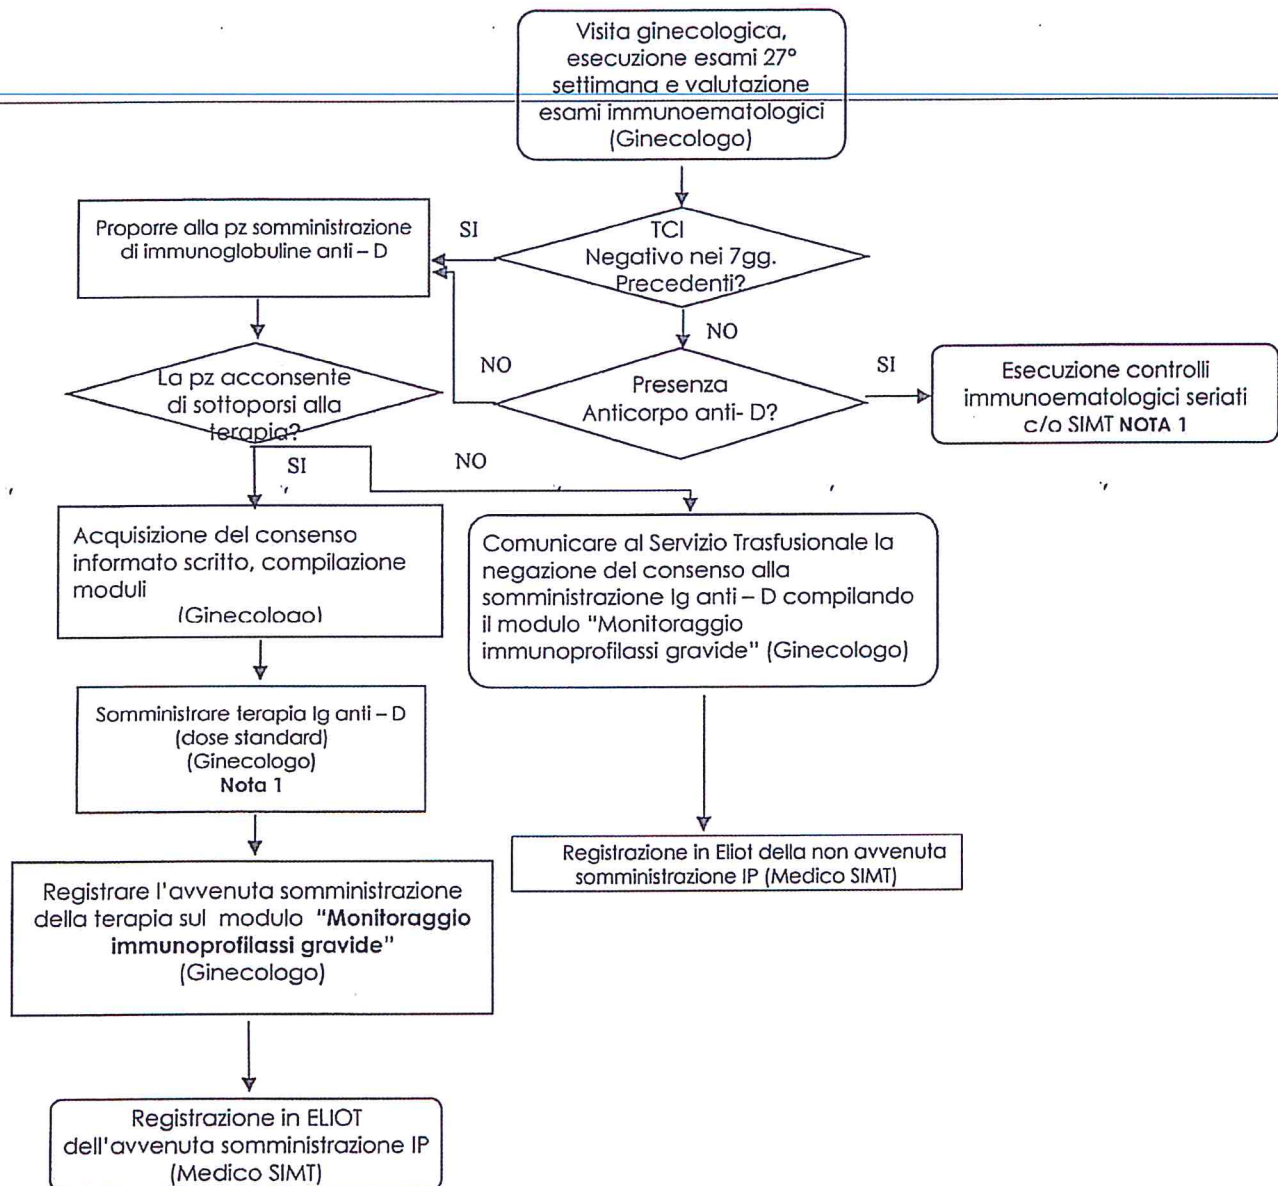 Visita ginecologica,
esecuzione esami 27°
settimana e valutazione
esami immunoematologici
(Ginecologo)
TCI
Negativo nei 7gg.
Precedenti?
SI
NO
Proporre alla pz somministrazione
di immunoglobuline anti – D
Presenza
Anticorpo anti- D?
NO
SI
Esecuzione controlli
immunoematologici seriati
c/o SIMT NOTA 1
La pz acconsente
di sottoporsi alla
terapia?
SI
NO
Acquisizione del consenso
informato scritto, compilazione
moduli
(Ginecologo)
Comunicare al Servizio Trasfusionale la
negazione del consenso alla
somministrazione Ig anti – D compilando
il modulo "Monitoraggio
immunoprofilassi gravide" (Ginecologo)
Somministrare terapia Ig anti – D
(dose standard)
(Ginecologo)
Nota 1
Registrazione in Eliot della non avvenuta
somministrazione IP (Medico SIMT)
Registrare l'avvenuta somministrazione
della terapia sul modulo "Monitoraggio
immunoprofilassi gravide"
(Ginecologo)
Registrazione in ELIOT
dell'avvenuta somministrazione IP
(Medico SIMT)